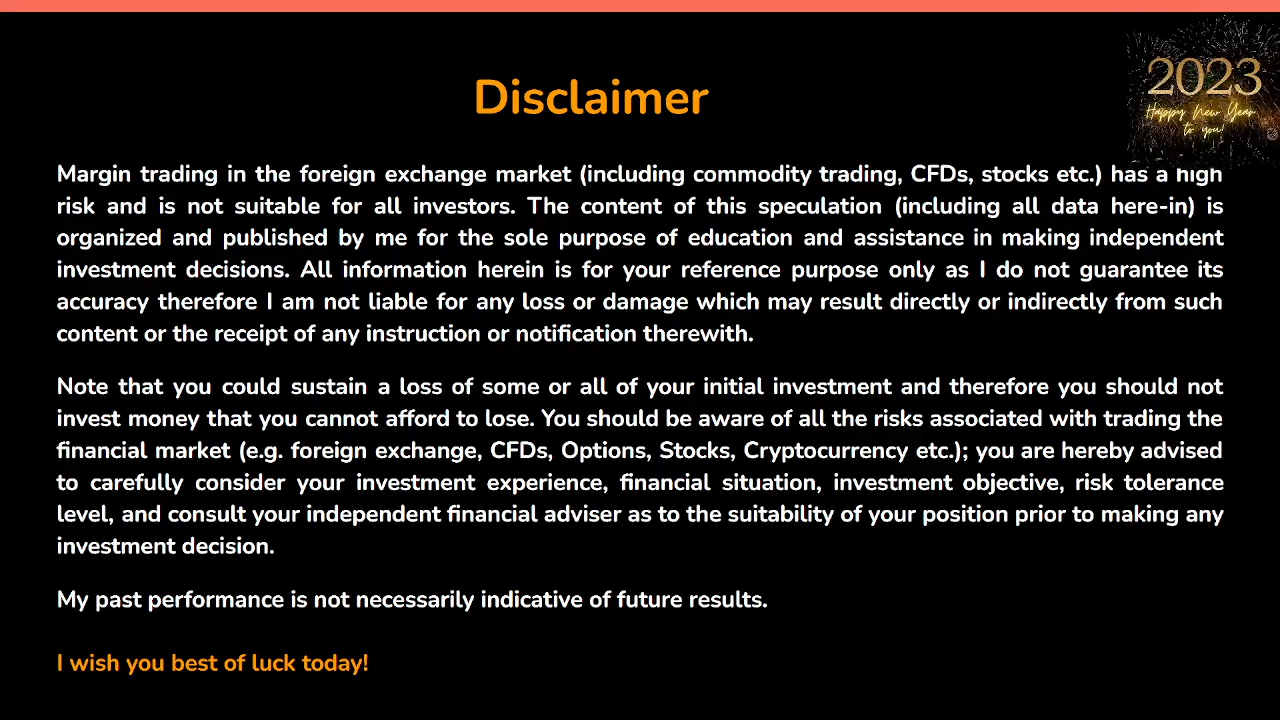 2023
Happy New Year
to you!
Disclaimer
Margin trading in the foreign exchange market (including commodity trading, CFDs, stocks etc.) has a high
risk and is not suitable for all investors. The content of this speculation (including all data here-in) is
organized and published by me for the sole purpose of education and assistance in making independent
investment decisions. All information herein is for your reference purpose only as I do not guarantee its
accuracy therefore I am not liable for any loss or damage which may result directly or indirectly from such
content or the receipt of any instruction or notification therewith.
Note that you could sustain a loss of some or all of your initial investment and therefore you should not
invest money that you cannot afford to lose. You should be aware of all the risks associated with trading the
financial market (e.g. foreign exchange, CFDs, Options, Stocks, Cryptocurrency etc.); you are hereby advised
to carefully consider your investment experience, financial situation, investment objective, risk tolerance
level, and consult your independent financial adviser as to the suitability of your position prior to making any
investment decision.
My past performance is not necessarily indicative of future results.
I wish you best of luck today!